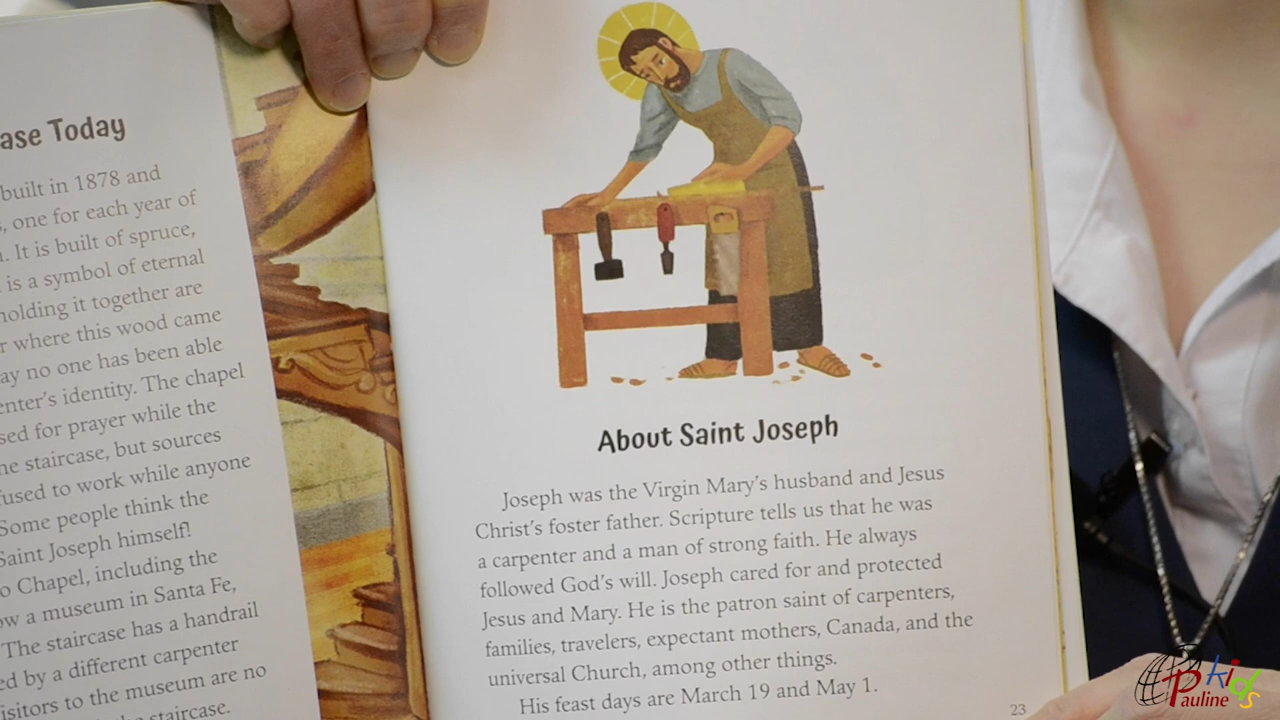 ase Today
built in 1878 and
, one for each year of
. It is built of spruce,
is a symbol of eternal
holding it together are
r where this wood came
ay no one has been able
enter's identity. The chapel
sed for prayer while the
he staircase, but sources
fused to work while anyone
Some people think the
Saint Joseph himself!
o Chapel, including the
ow a museum in Santa Fe,
The staircase has a handrail
ed by a different carpenter
isitors to the museum are no
staircase.
About Saint Joseph
Joseph was the Virgin Mary's husband and Jesus
Christ's foster father. Scripture tells us that he was
a carpenter and a man of strong faith. He always
followed God's will. Joseph cared for and protected
Jesus and Mary. He is the patron saint of carpenters,
families, travelers, expectant mothers, Canada, and the
universal Church, among other things.
His feast days are March 19 and May 1.
23
Pauline kids